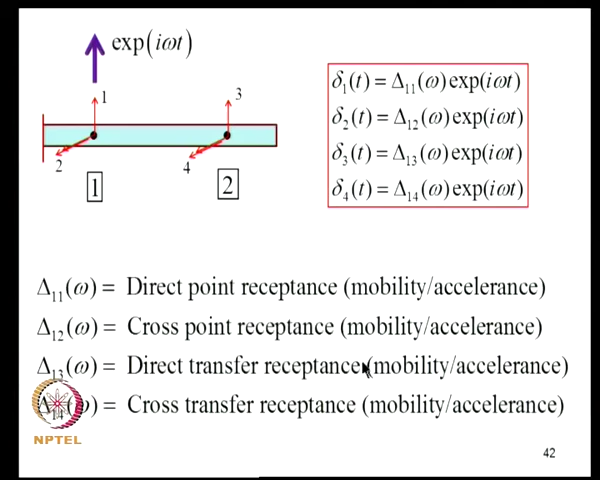 exp(iωt)
1
3
2
4
1
2
δ₁(t) = Δ₁₁(ω)exp(iωt)
δ₂(t) = Δ₁₂(ω)exp(iωt)
δ₃(t) = Δ₁₃(ω)exp(iωt)
δ₄(t) = Δ₁₄(ω)exp(iωt)
Δ₁₁(ω) = Direct point receptance (mobility/accelerance)
Δ₁₂(ω) = Cross point receptance (mobility/accelerance)
Δ₁₃(ω) = Direct transfer receptance (mobility/accelerance)
Δ₁₄(ω) = Cross transfer receptance (mobility/accelerance)
NPTEL
42